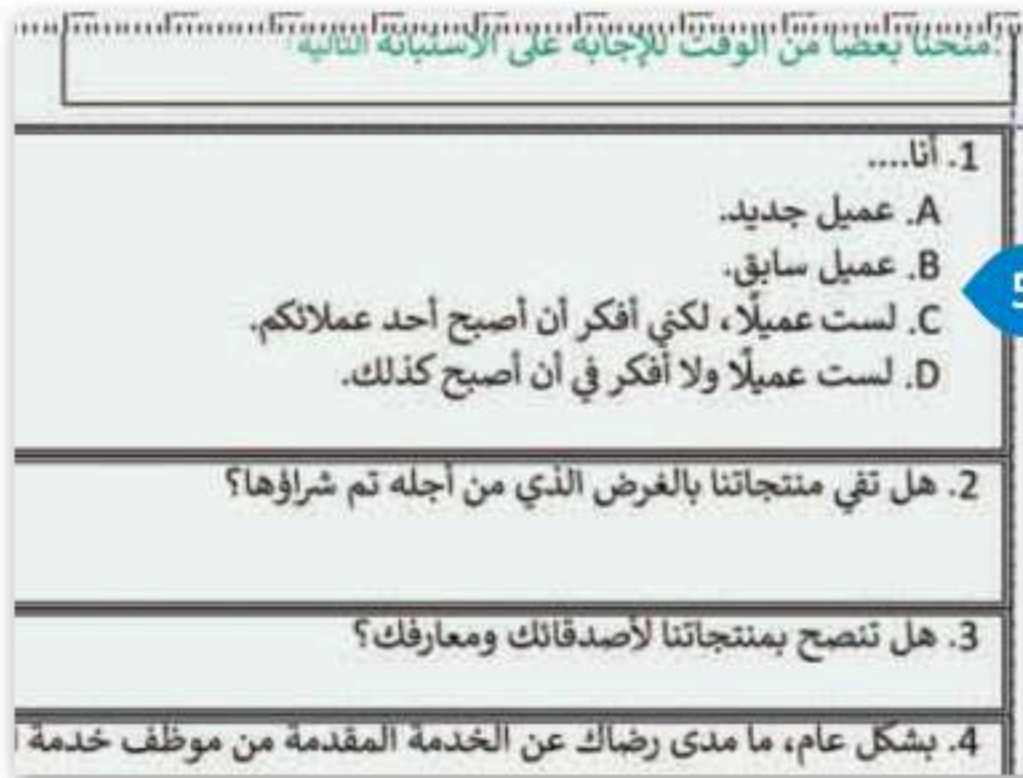 منحنا بعضا من الوقت للإجابة على الاستبانة التالية:
1. أنا....
A. عميل جديد.
B. عميل سابق.
C. لست عميلًا، لكني أفكر أن أصبح أحد عملائكم.
D. لست عميلًا ولا أفكر في أن أصبح كذلك.
5
2. هل تفي منتجاتنا بالغرض الذي من أجله تم شراؤها؟
3. هل تنصح بمنتجاتنا لأصدقائك ومعارفك؟
4. بشكل عام، ما مدى رضاك عن الخدمة المقدمة من موظف خدمة